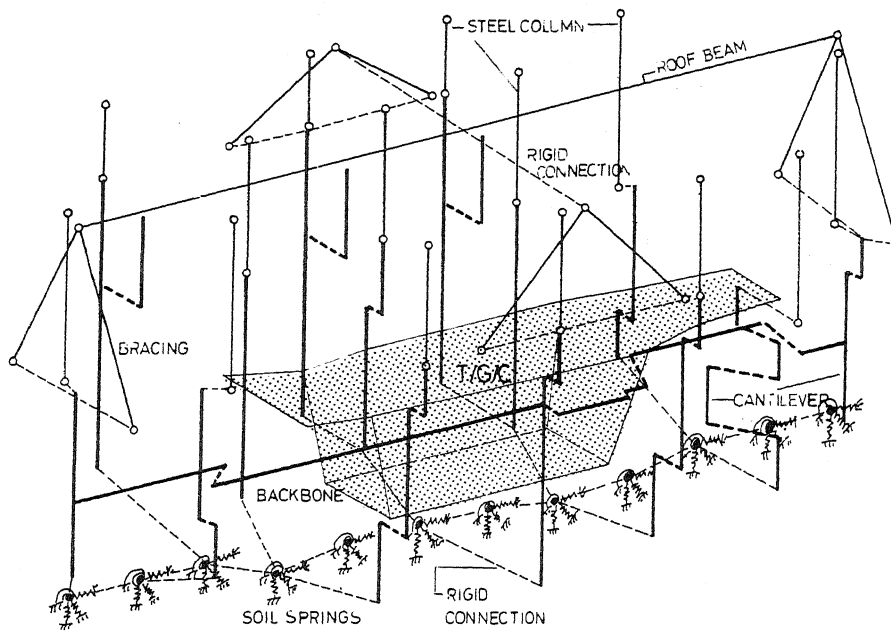 STEEL COLUMN
ROOF BEAM
RIGID
CONNECTION
BRACING
T/G/C
CANTILEVER
BACKBONE
SOIL SPRINGS
RIGID
CONNECTION